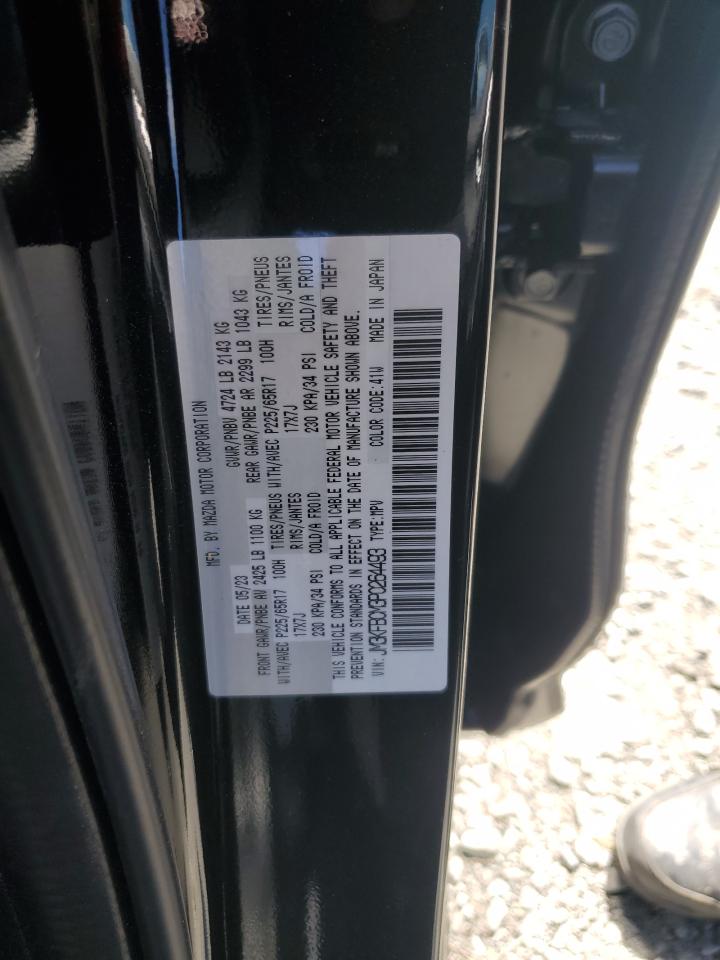 MFD. BY MAZDA MOTOR CORPORATION
DATE 05/23 GVWR/PNBV 4724 LB 2143 KG
FRONT GAWR/PNBE AV 2425 LB 1100 KG REAR GAWR/PNBE AR 2299 LB 1043 KG
WITH/AVEC P225/65R17 100H TIRES/PNEUS WITH/AVEC P225/65R17 100H TIRES/PNEUS
17X7J RIMS/JANTES 17X7J RIMS/JANTES
230 KPA/34 PSI COLD/A FROID 230 KPA/34 PSI COLD/A FROID
THIS VEHICLE CONFORMS TO ALL APPLICABLE FEDERAL MOTOR VEHICLE SAFETY AND THEFT
PREVENTION STANDARDS IN EFFECT ON THE DATE OF MANUFACTURE SHOWN ABOVE.
VIN: JM3KFBCM3P0264493 TYPE:MPV COLOR CODE:41W MADE IN JAPAN